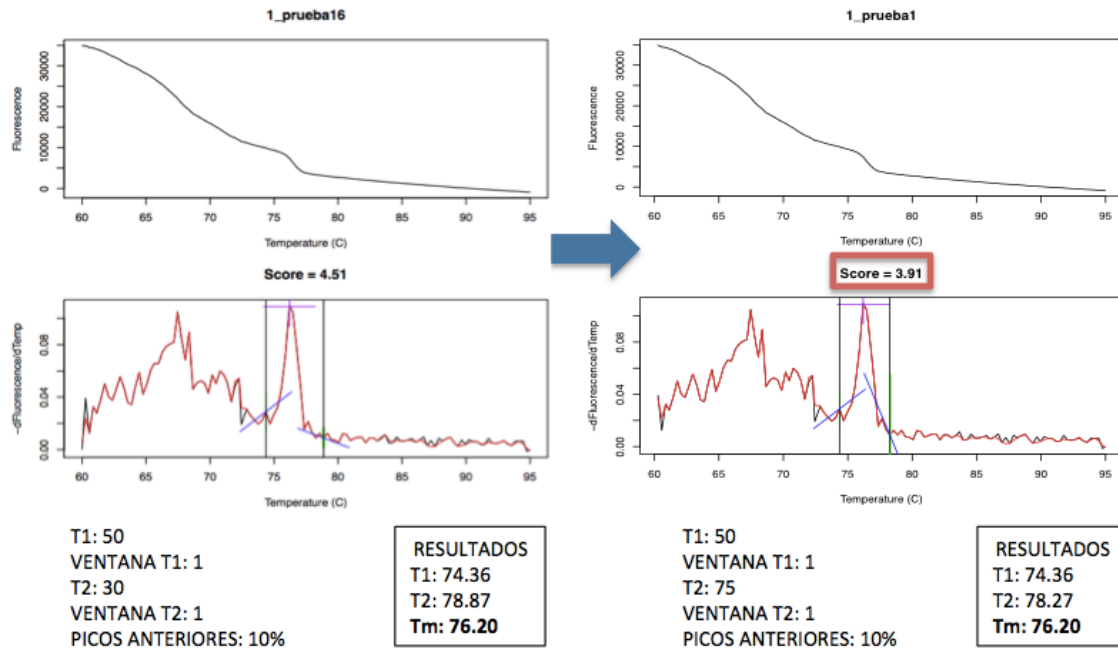 1_prueba16
Fluorescence
30000
20000
10000
0
60 65 70 75 80 85 90 95
Temperature (C)
Score = 4.51
−dFluorescence/dTemp
0.08
0.04
0.00
60 65 70 75 80 85 90 95
Temperature (C)
T1: 50
VENTANA T1: 1
T2: 30
VENTANA T2: 1
PICOS ANTERIORES: 10%
RESULTADOS
T1: 74.36
T2: 78.87
Tm: 76.20
1_prueba1
Fluorescence
30000
20000
10000
0
60 65 70 75 80 85 90 95
Temperature (C)
Score = 3.91
−dFluorescence/dTemp
0.08
0.04
0.00
60 65 70 75 80 85 90 95
Temperature (C)
T1: 50
VENTANA T1: 1
T2: 75
VENTANA T2: 1
PICOS ANTERIORES: 10%
RESULTADOS
T1: 74.36
T2: 78.27
Tm: 76.20